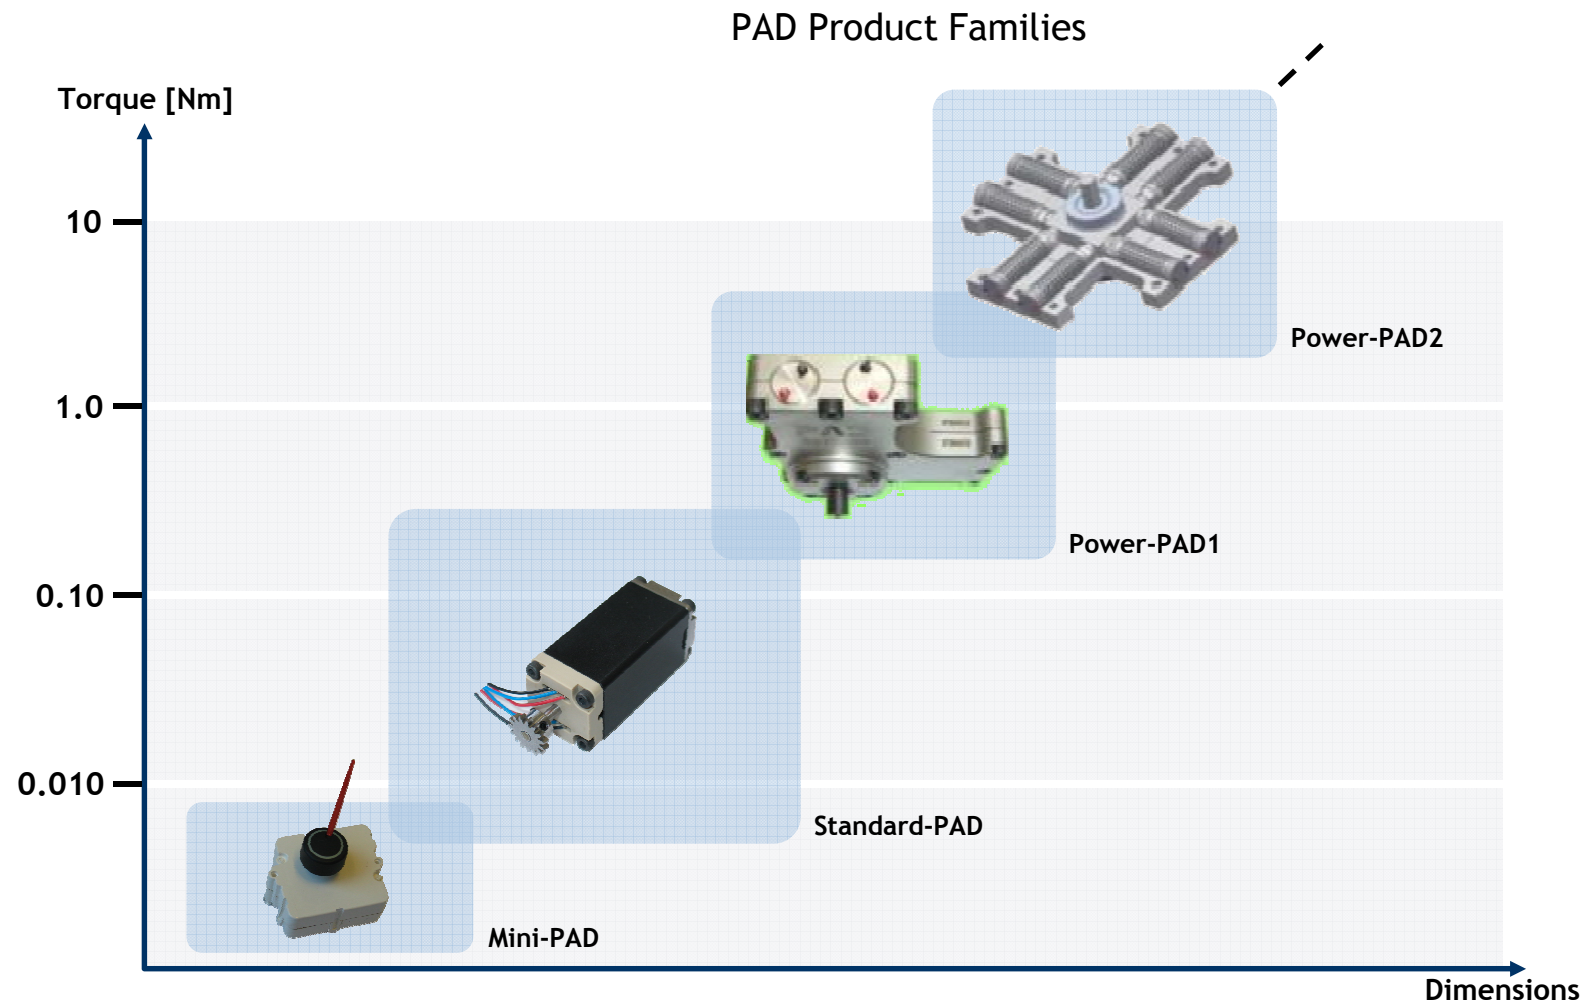 PAD Product Families
Torque [Nm]
10
Power-PAD2
1.0
Power-PAD1
0.10
0.010
Standard-PAD
Mini-PAD
Dimensions